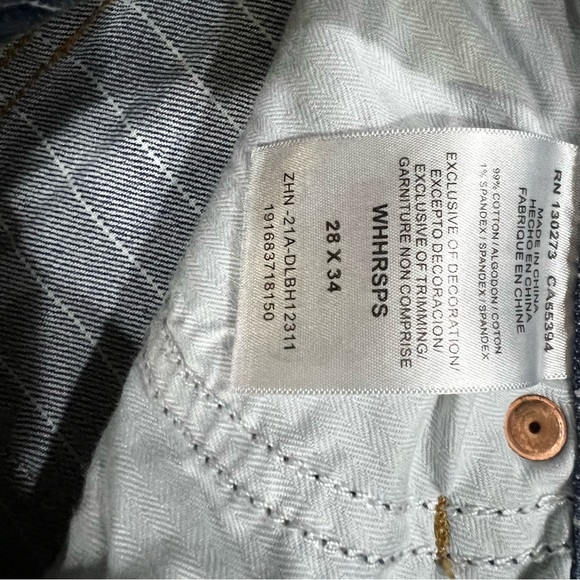 RN 130273 CA55394
MADE IN CHINA
HECHO EN CHINA
FABRIQUE EN CHINE
99% COTTON / ALGODON / COTON
1% SPANDEX / SPANDEX / SPANDEX
EXCLUSIVE OF DECORATION/
EXCEPTO DECORACION/
EXCLUSIVE OF TRIMMING/
GARNITURE NON COMPRISE
WHHRSPS
28 X 34
ZHN -21A-DLBH12311
191683718150